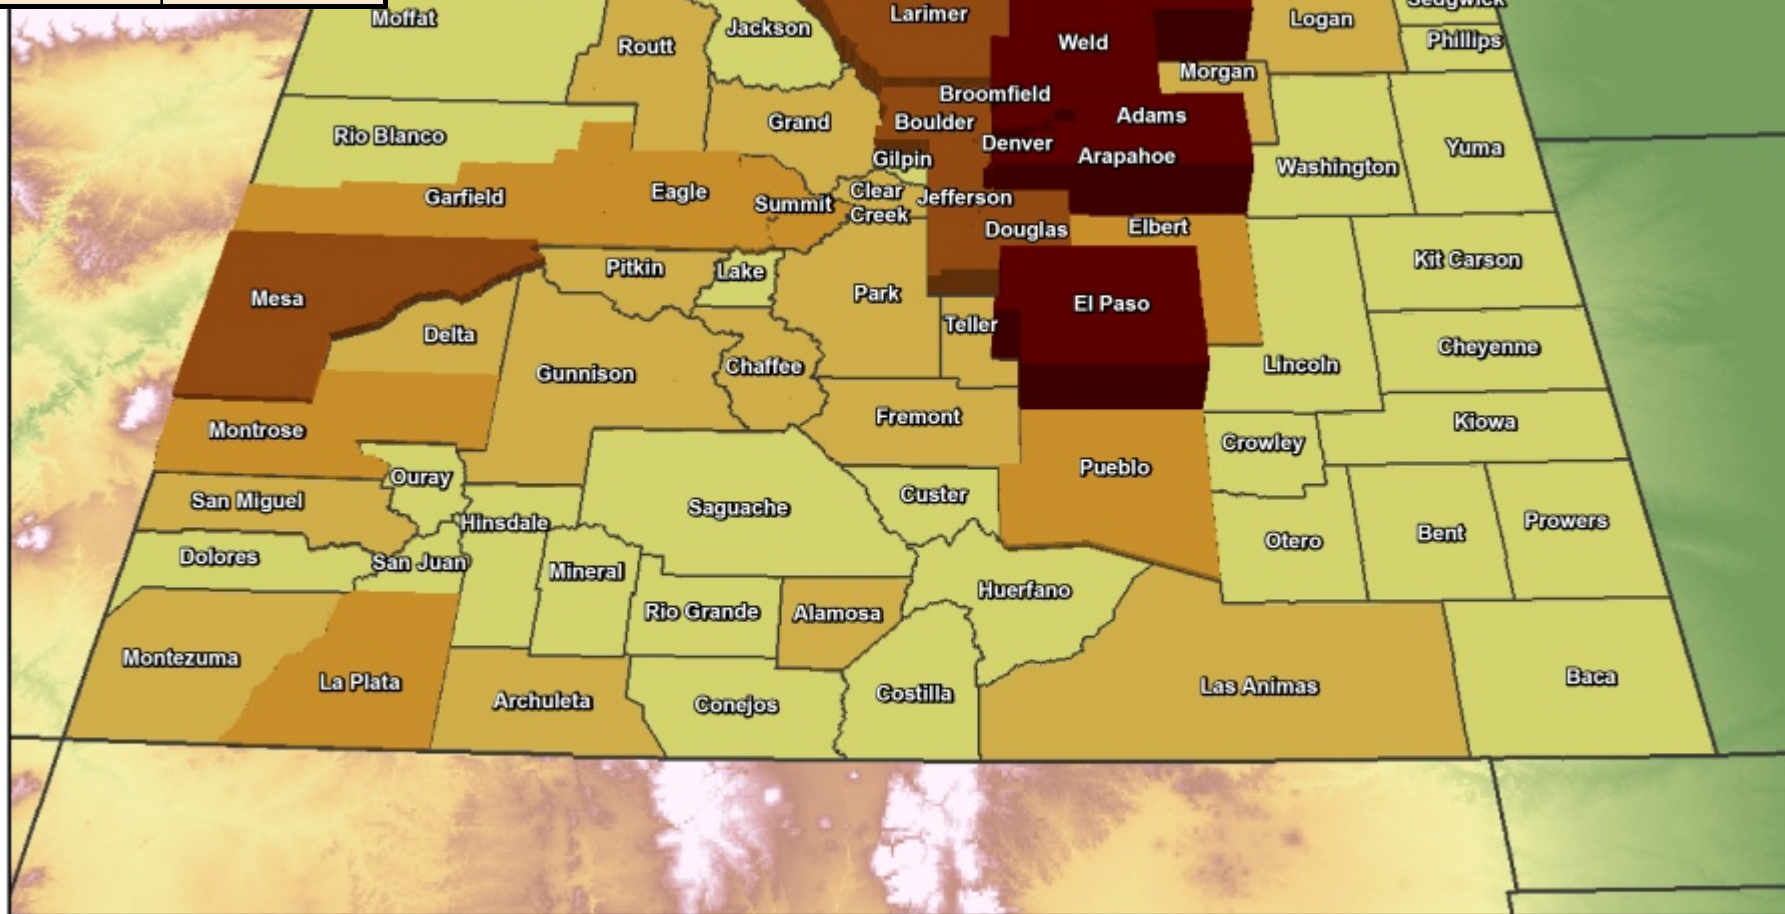 Sedgwick
Moffat
Larimer
Logan
Jackson
Routt
Weld
Phillips
Morgan
Broomfield
Adams
Rio Blanco
Grand
Boulder
Denver
Arapahoe
Yuma
Gilpin
Washington
Garfield
Eagle
Clear
Creek
Jefferson
Summit
Douglas
Elbert
Kit Carson
Pitkin
Lake
Mesa
Park
El Paso
Delta
Teller
Cheyenne
Gunnison
Chaffee
Lincoln
Montrose
Fremont
Kiowa
Crowley
Ouray
Pueblo
San Miguel
Hinsdale
Saguache
Custer
Prowers
Otero
Bent
Dolores
San Juan
Mineral
Huerfano
Rio Grande
Alamosa
Montezuma
La Plata
Archuleta
Conejos
Costilla
Las Animas
Baca